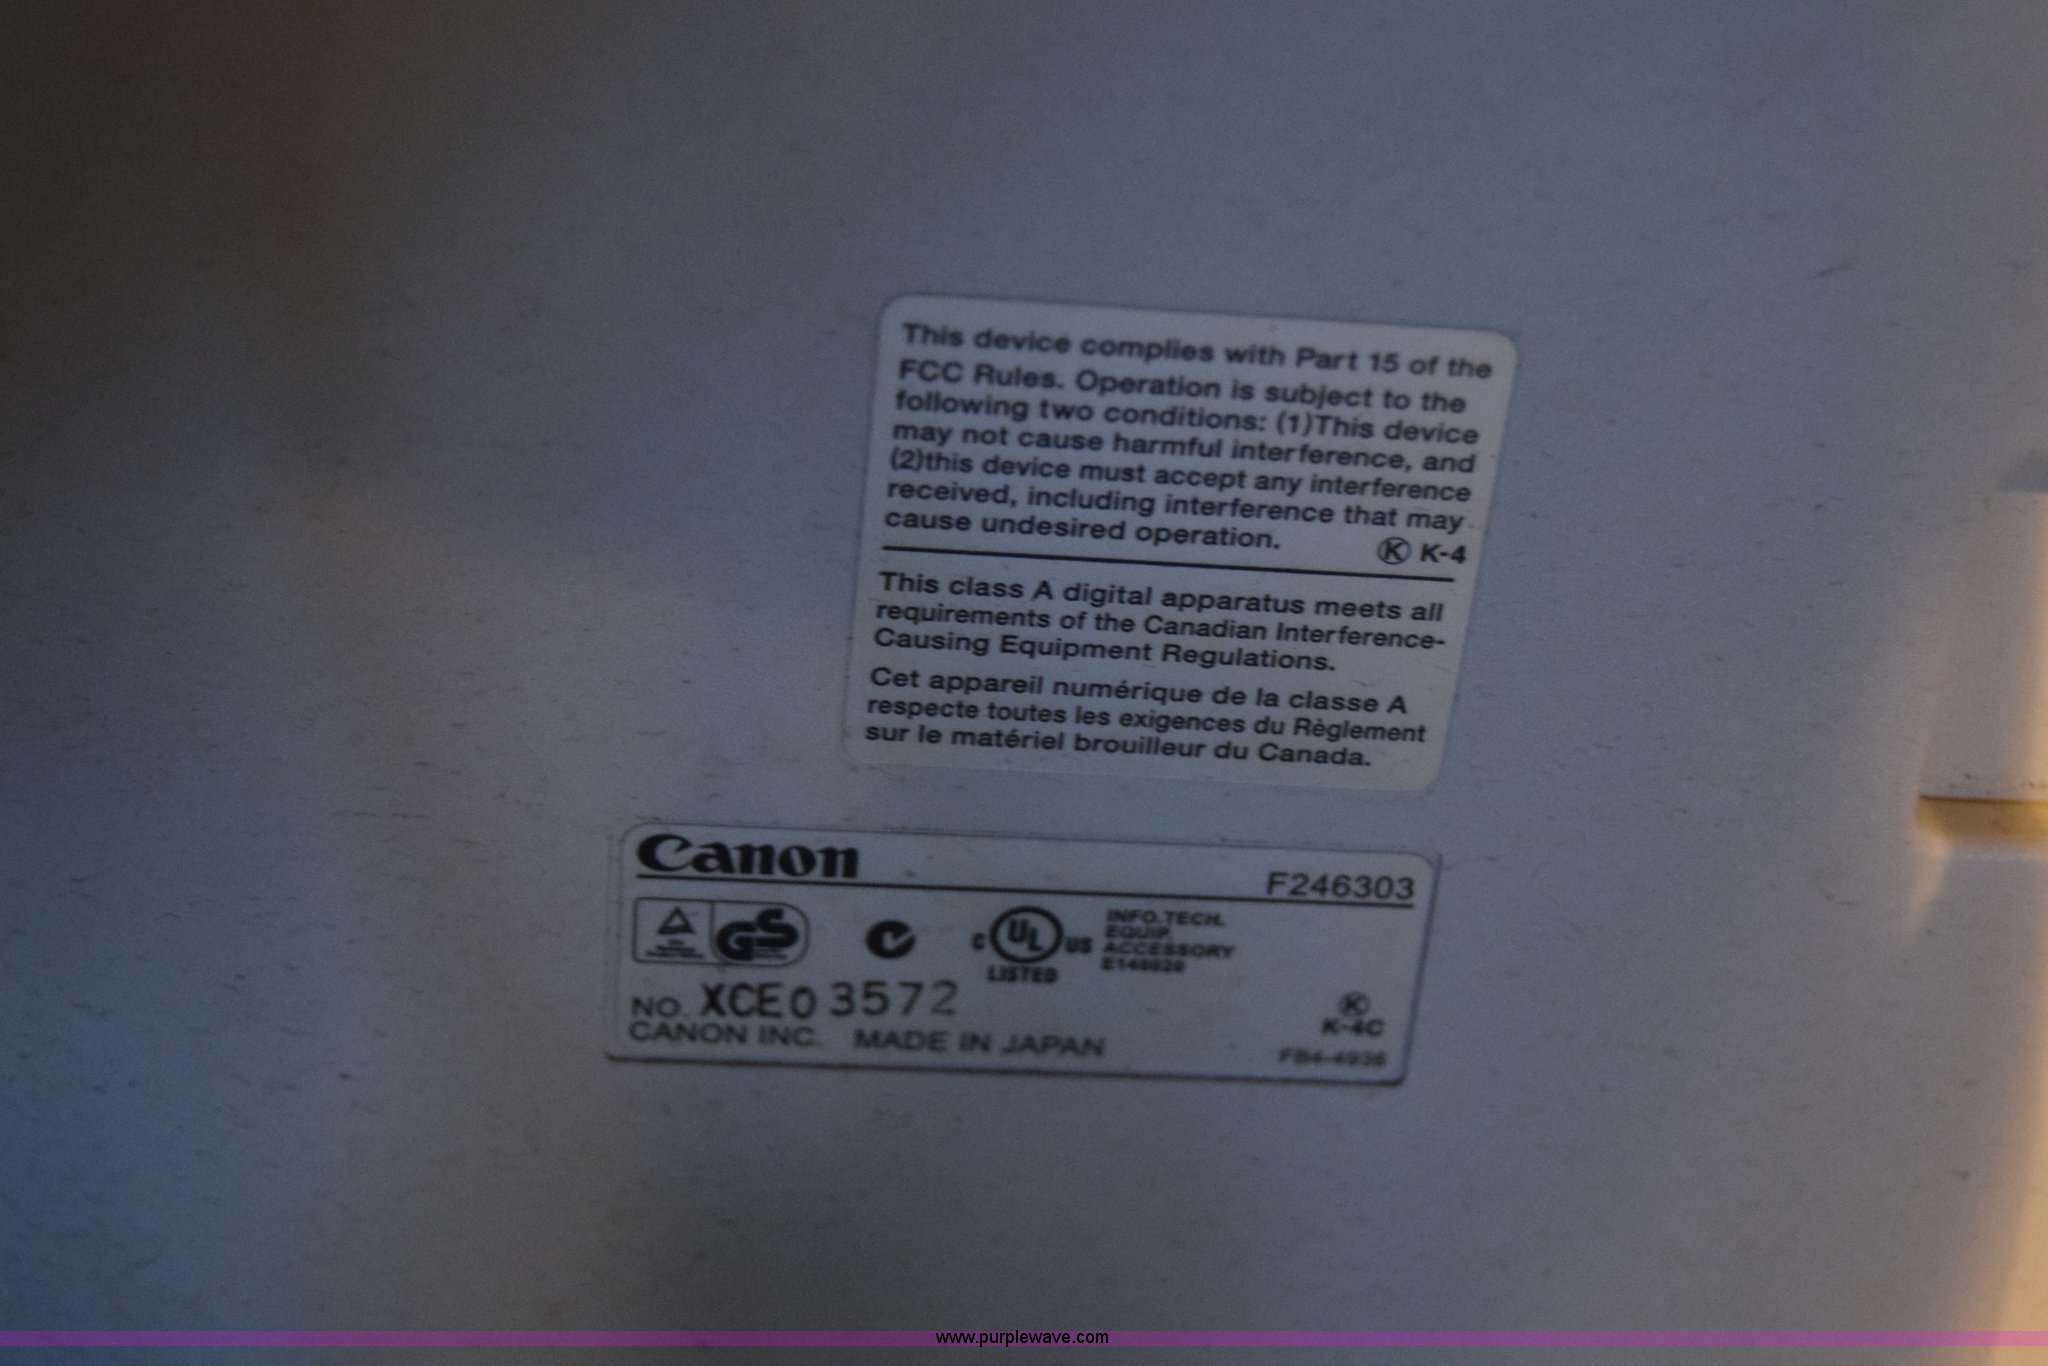 This device complies with Part 15 of the
FCC Rules. Operation is subject to the
following two conditions: (1)This device
may not cause harmful interference, and
(2)this device must accept any interference
received, including interference that may
cause undesired operation.
K K-4
This class A digital apparatus meets all
requirements of the Canadian Interference-
Causing Equipment Regulations.
Cet appareil numérique de la classe A
respecte toutes les exigences du Règlement
sur le matériel brouilleur du Canada.
Canon
F246303
GS
C UL US
LISTED
INFO.TECH.
EQUIP.
ACCESSORY
NO. XCE03572
K
K-4C
CANON INC. MADE IN JAPAN
FB4-4936
www.purplewave.com